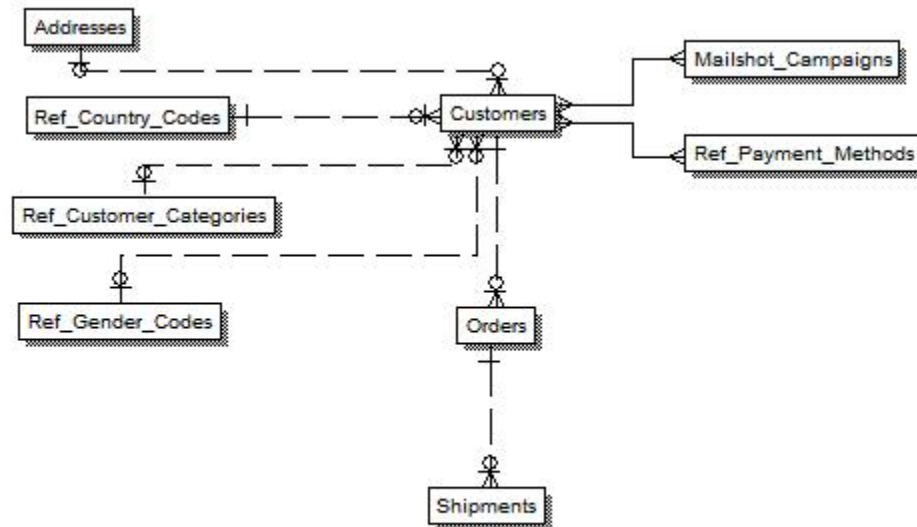 Addresses
Mailshot_Campaigns
Ref_Country_Codes
Customers
Ref_Payment_Methods
Ref_Customer_Categories
Ref_Gender_Codes
Orders
Shipments